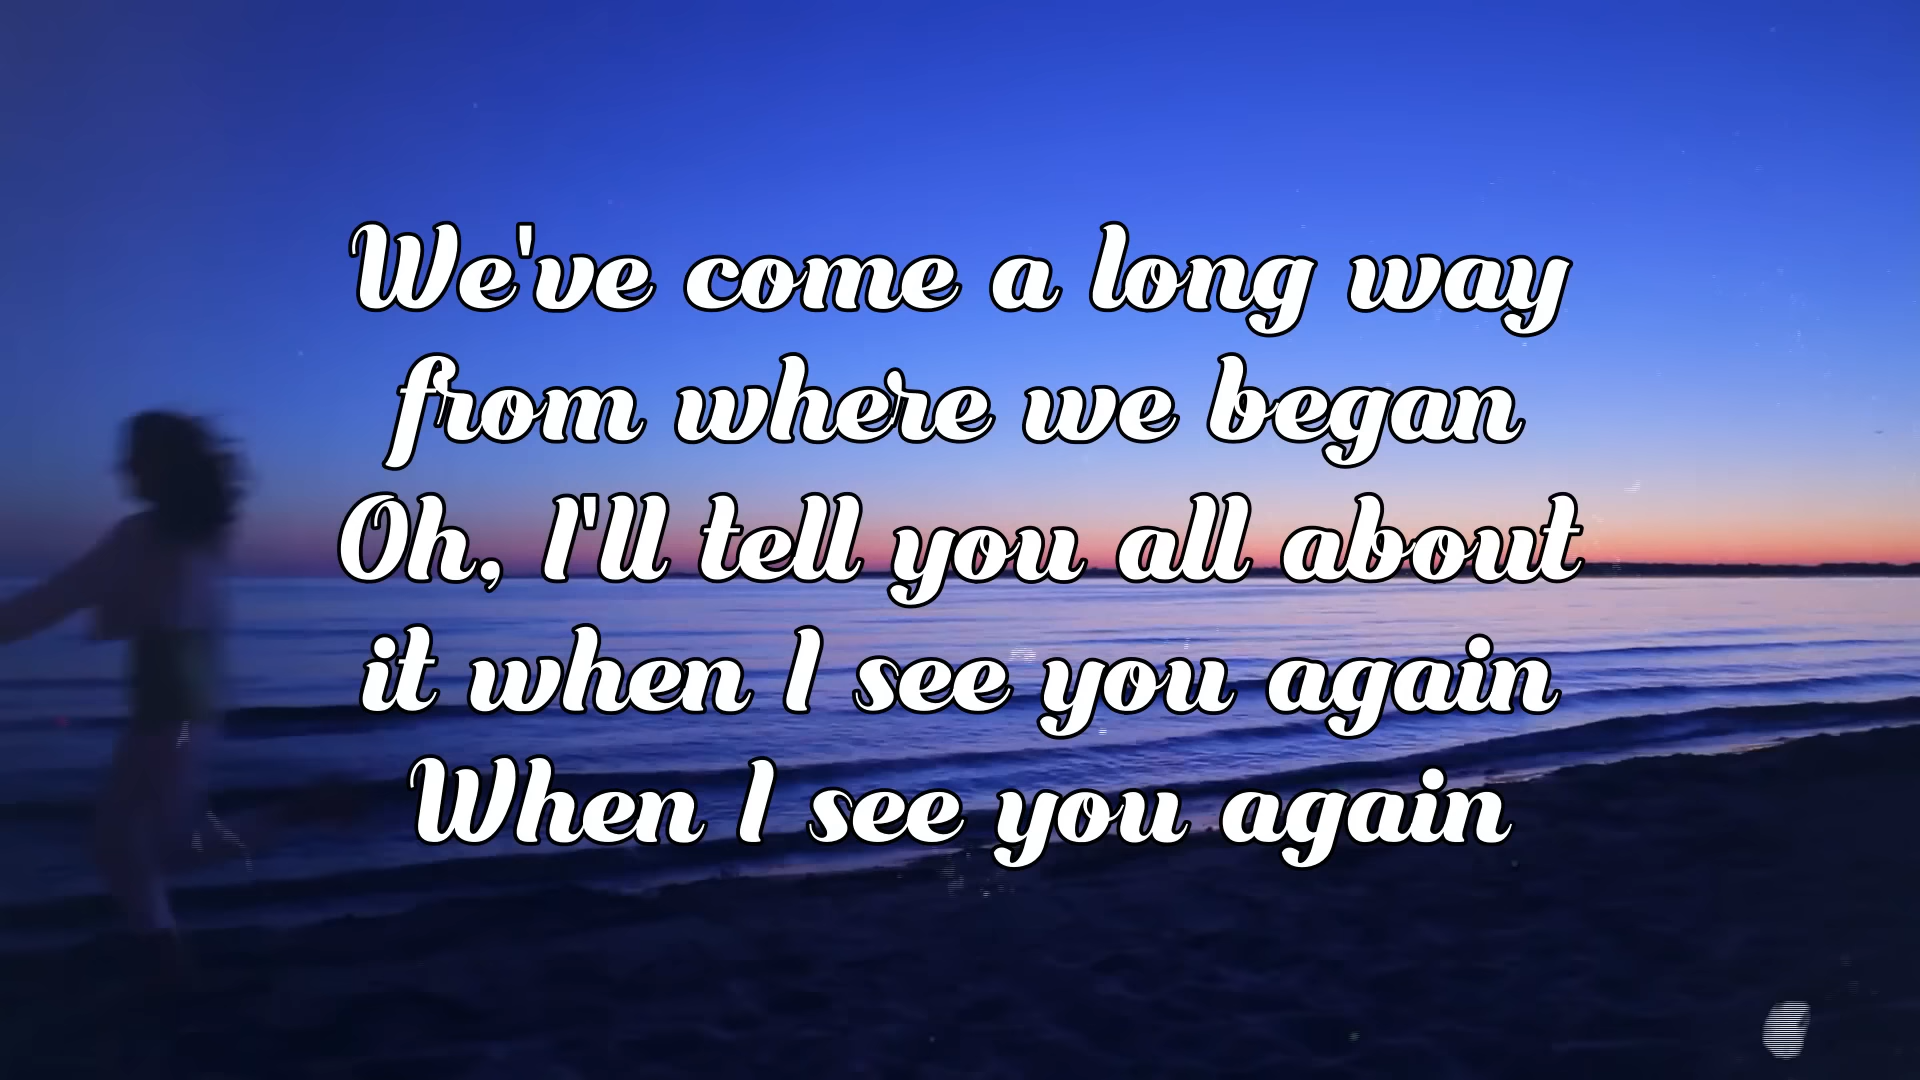 We've come a long way
from where we began
Oh, I'll tell you all about
it when I see you again
When I see you again